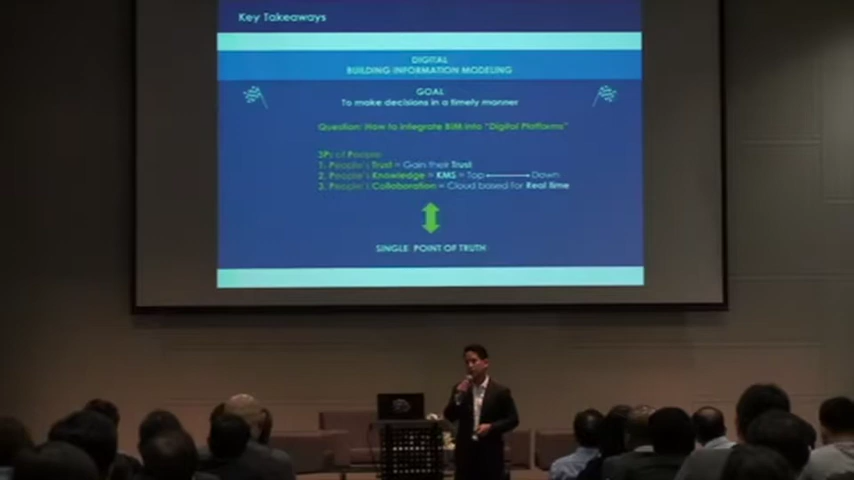 Key Takeaways
DIGITAL
BUILDING INFORMATION MODELING
GOAL
To make decisions in a timely manner
Question: How to integrate BIM into "Digital Platforms"
3Ps of People
1. People's Trust = Gain their Trust
2. People's Knowledge = KMS = Top Down
3. People's Collaboration = Cloud based for Real time
SINGLE POINT OF TRUTH